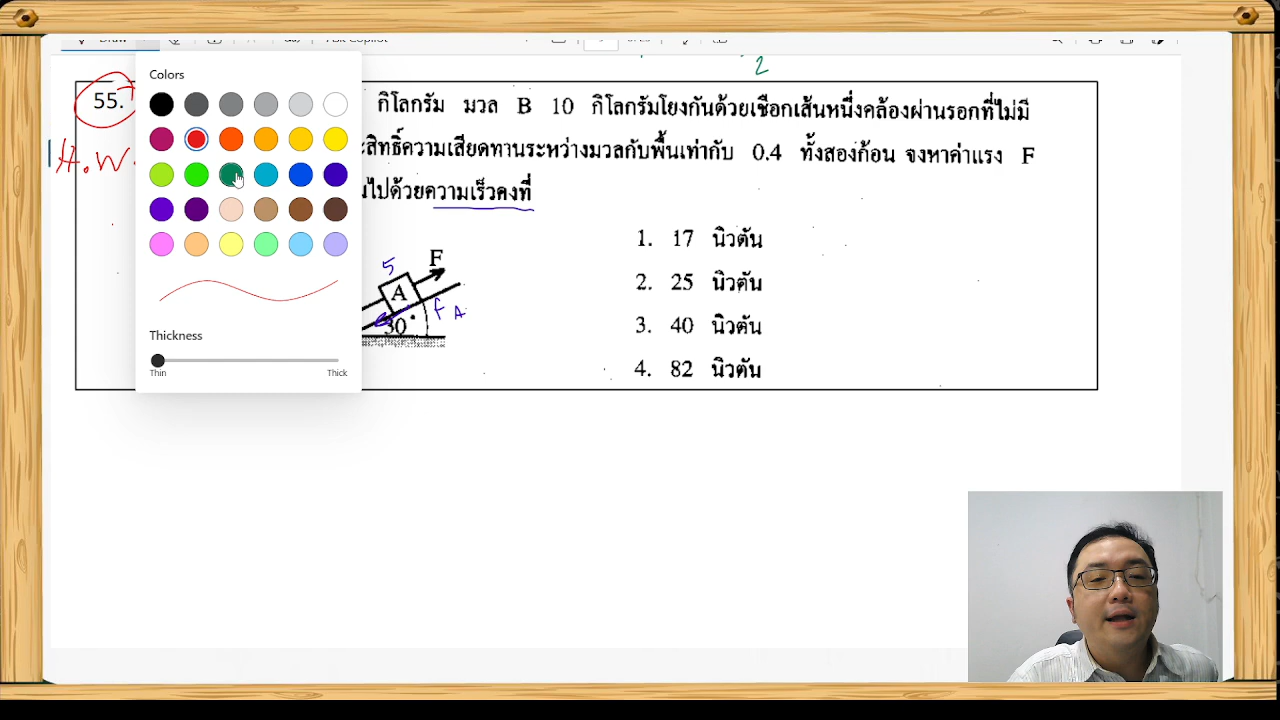 Draw
2
Colors
55. กิโลกรัม มวล B 10 กิโลกรัมโยงกันด้วยเชือกเส้นหนึ่งคล้องผ่านรอกที่ไม่มี
H.W.
ะสิทธิ์ความเสียดทานระหว่างมวลกับพื้นเท่ากับ 0.4 ทั้งสองก้อน จงหาค่าแรง F
นไปด้วยความเร็วคงที่
5
F
A
30°
f A
1. 17 นิวตัน
2. 25 นิวตัน
3. 40 นิวตัน
4. 82 นิวตัน
Thickness
Thin Thick